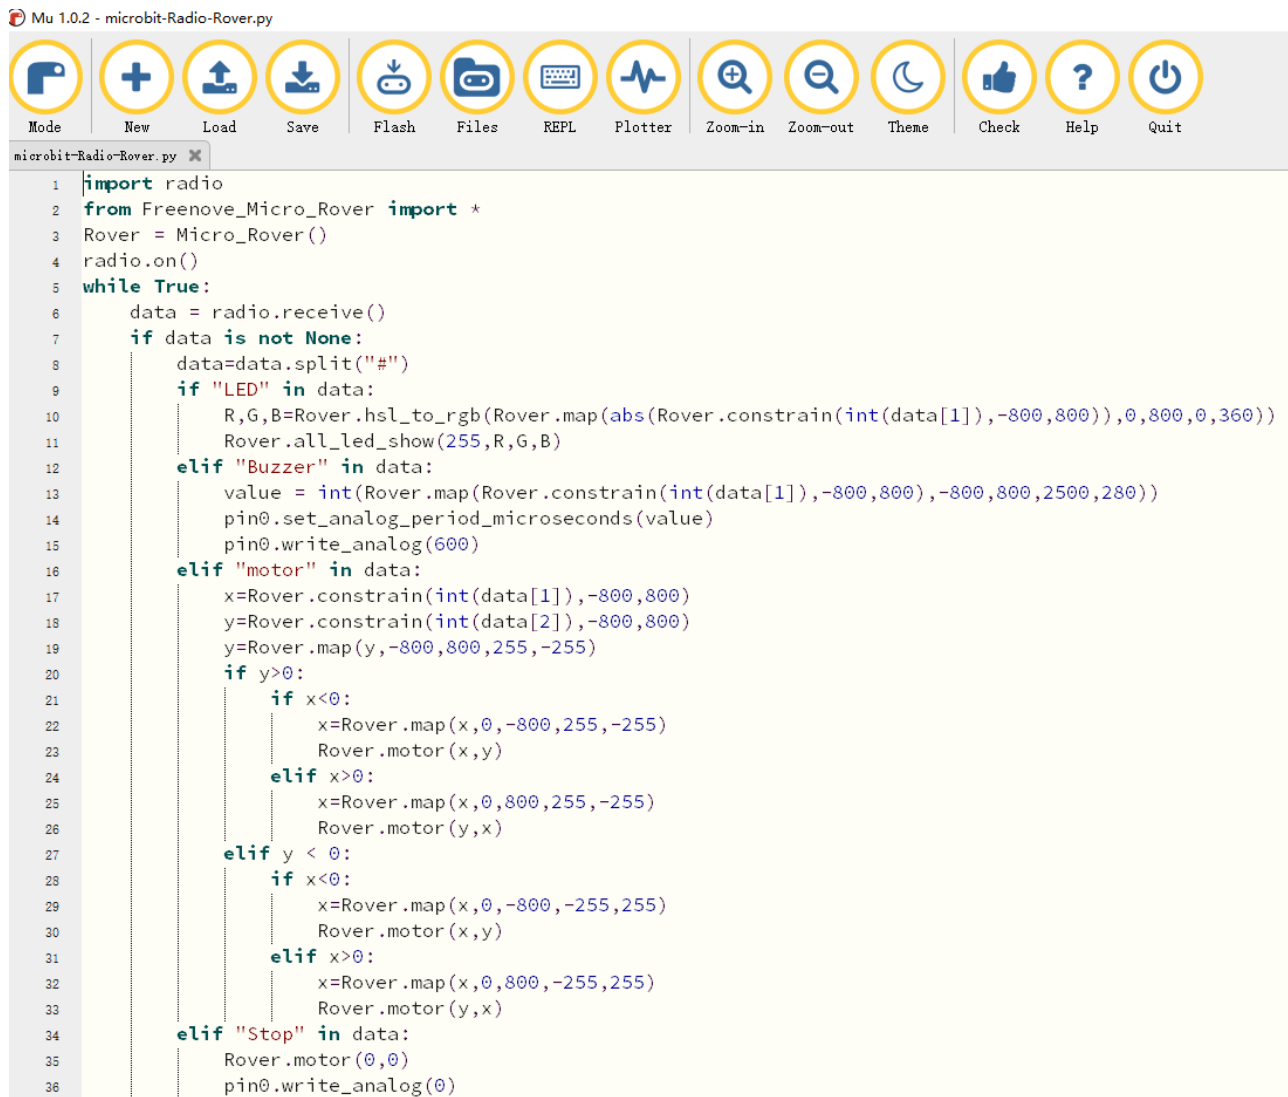 Mu 1.0.2 - microbit-Radio-Rover.py
Mode New Load Save Flash Files REPL Plotter Zoom-in Zoom-out Theme Check Help Quit
microbit-Radio-Rover.py
1 import radio
2 from Freenove_Micro_Rover import *
3 Rover = Micro_Rover()
4 radio.on()
5 while True:
6     data = radio.receive()
7     if data is not None:
8         data=data.split("#")
9         if "LED" in data:
10             R,G,B=Rover.hsl_to_rgb(Rover.map(abs(Rover.constrain(int(data[1]),-800,800)),0,800,0,360))
11             Rover.all_led_show(255,R,G,B)
12         elif "Buzzer" in data:
13             value = int(Rover.map(Rover.constrain(int(data[1]),-800,800),-800,800,2500,280))
14             pin0.set_analog_period_microseconds(value)
15             pin0.write_analog(600)
16         elif "motor" in data:
17             x=Rover.constrain(int(data[1]),-800,800)
18             y=Rover.constrain(int(data[2]),-800,800)
19             y=Rover.map(y,-800,800,255,-255)
20             if y>0:
21                 if x<0:
22                     x=Rover.map(x,0,-800,255,-255)
23                     Rover.motor(x,y)
24                 elif x>0:
25                     x=Rover.map(x,0,800,255,-255)
26                     Rover.motor(y,x)
27             elif y < 0:
28                 if x<0:
29                     x=Rover.map(x,0,-800,-255,255)
30                     Rover.motor(x,y)
31                 elif x>0:
32                     x=Rover.map(x,0,800,-255,255)
33                     Rover.motor(y,x)
34         elif "Stop" in data:
35             Rover.motor(0,0)
36             pin0.write_analog(0)